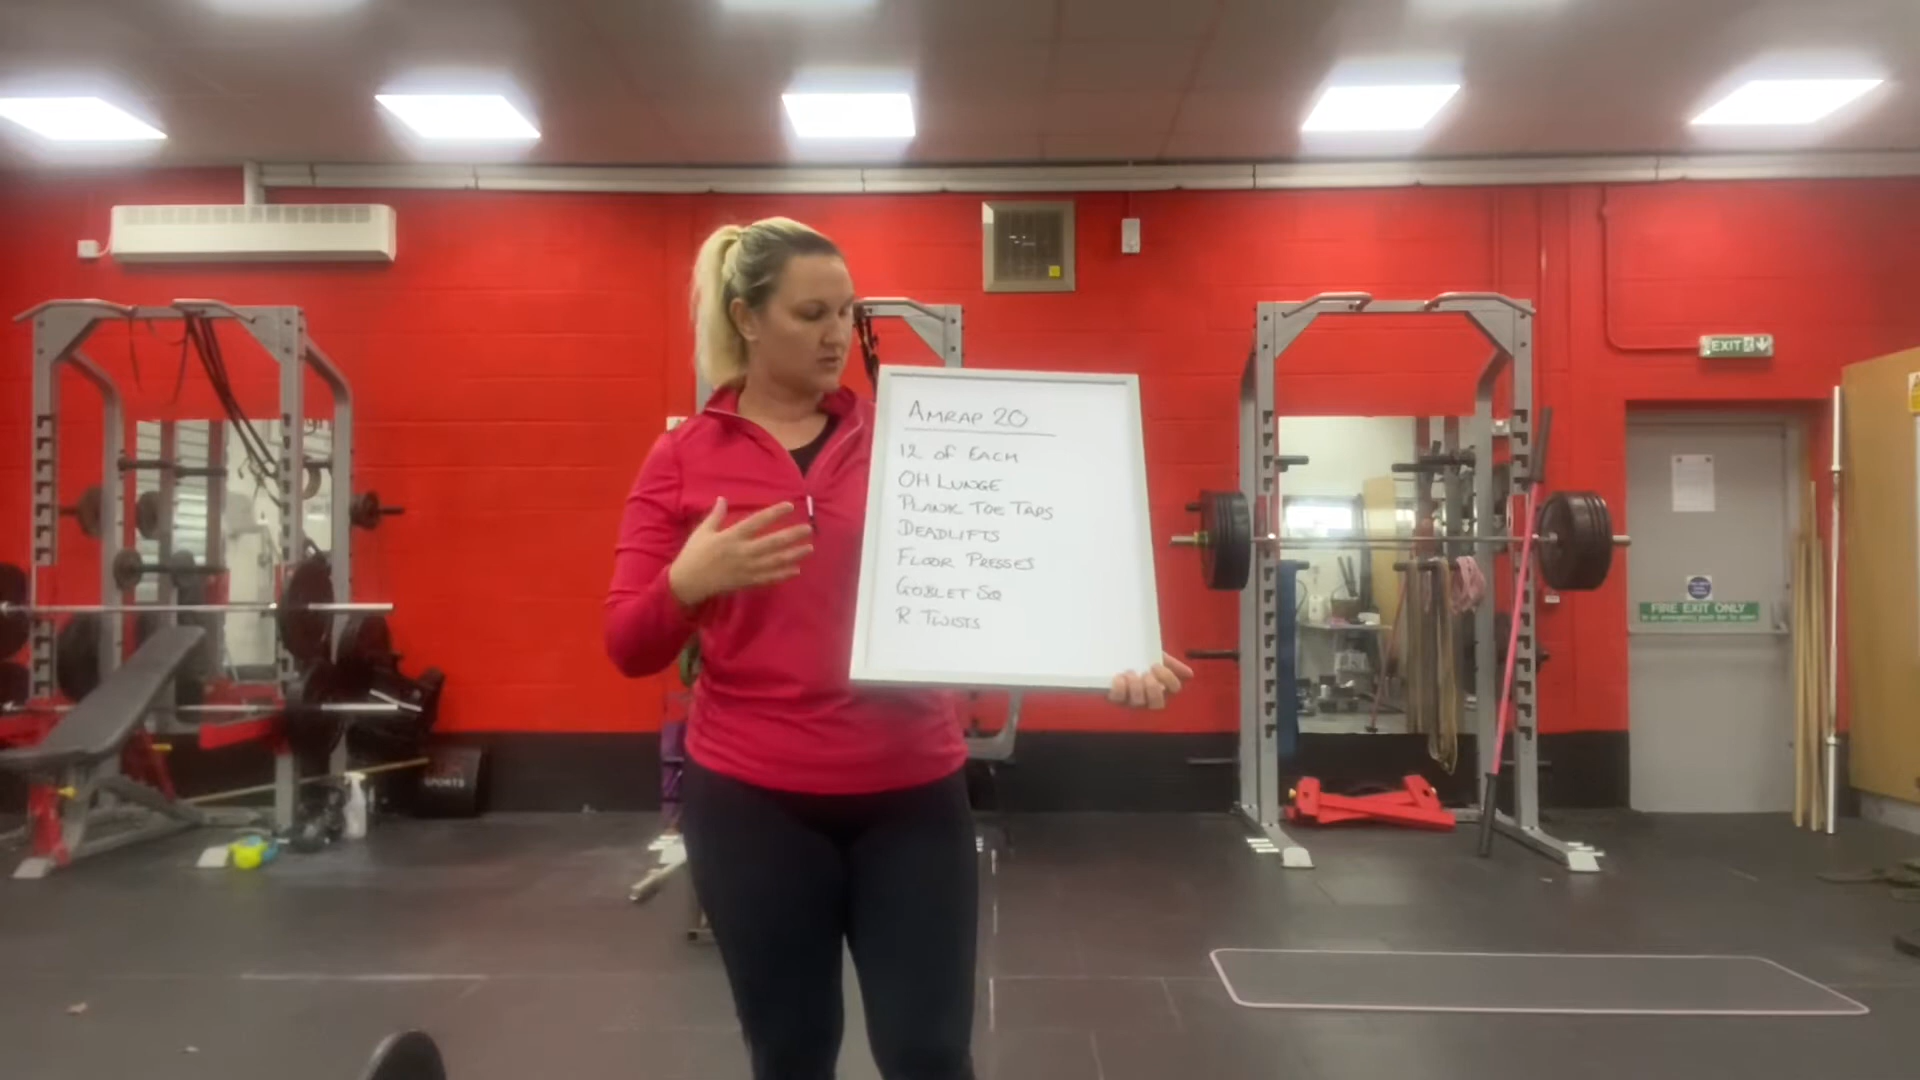 AMRAP 20
12 OF EACH
OH LUNGE
PLANK TOE TAPS
DEADLIFTS
FLOOR PRESSES
GOBLET SQ
R TWISTS
EXIT
FIRE EXIT ONLY
SPORTS